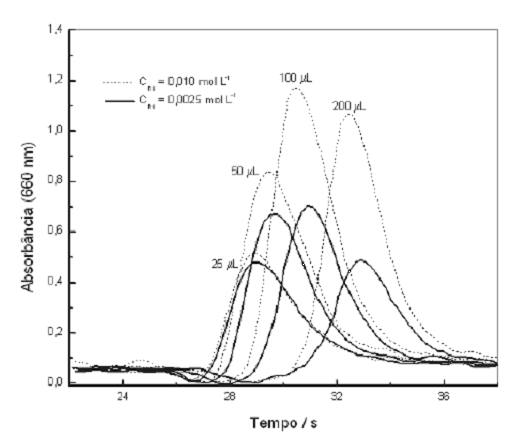 1,4
1,2
1,0
0,8
0,6
0,4
0,2
0,0
Absorbância (660 nm)
C = 0,010 mol L⁻¹
C = 0,0025 mol L⁻¹
100 µL
200 µL
50 µL
25 µL
24
28
32
36
Tempo / s